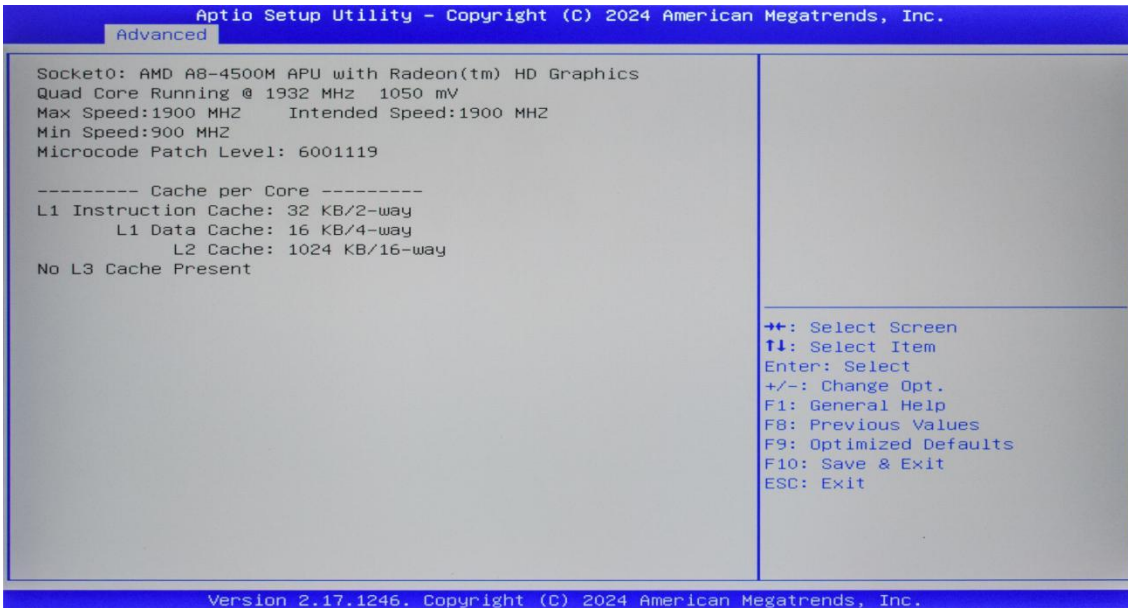 Aptio Setup Utility – Copyright (C) 2024 American Megatrends, Inc.
Advanced
Socket0: AMD A8-4500M APU with Radeon(tm) HD Graphics
Quad Core Running @ 1932 MHz 1050 mV
Max Speed:1900 MHZ Intended Speed:1900 MHZ
Min Speed:900 MHZ
Microcode Patch Level: 6001119
--------- Cache per Core ---------
L1 Instruction Cache: 32 KB/2-way
L1 Data Cache: 16 KB/4-way
L2 Cache: 1024 KB/16-way
No L3 Cache Present
→←: Select Screen
↑↓: Select Item
Enter: Select
+/-: Change Opt.
F1: General Help
F8: Previous Values
F9: Optimized Defaults
F10: Save & Exit
ESC: Exit
Version 2.17.1246. Copyright (C) 2024 American Megatrends, Inc.